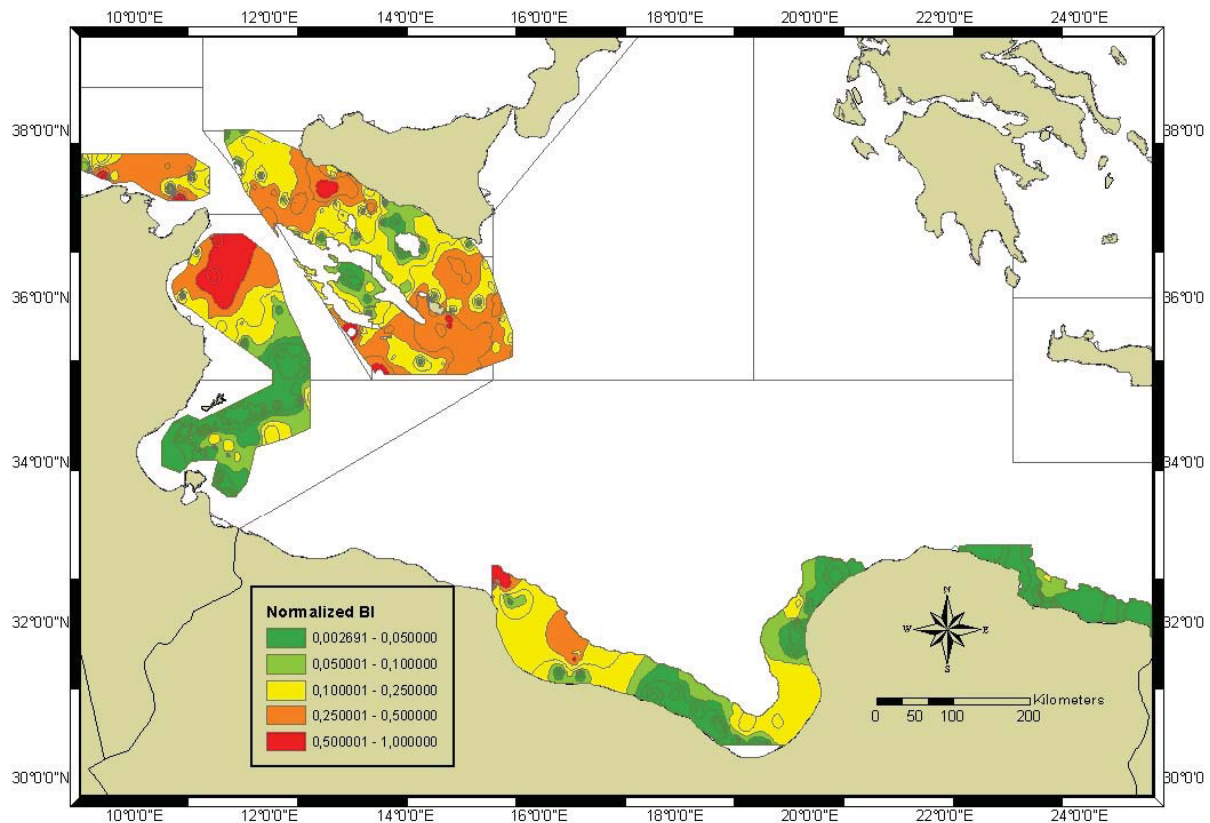 10°0'0"E 12°0'0"E 14°0'0"E 16°0'0"E 18°0'0"E 20°0'0"E 22°0'0"E 24°0'0"E
38°0'0"N 38°0'0
36°0'0"N 36°0'0
34°0'0"N 34°0'0
32°0'0"N 32°0'0
30°0'0"N 30°0'0
Normalized BI
0,002691 - 0,050000
0,050001 - 0,100000
0,100001 - 0,250000
0,250001 - 0,500000
0,500001 - 1,000000
N
W E
S
Kilometers
0 50 100 200
10°0'0"E 12°0'0"E 14°0'0"E 16°0'0"E 18°0'0"E 20°0'0"E 22°0'0"E 24°0'0"E